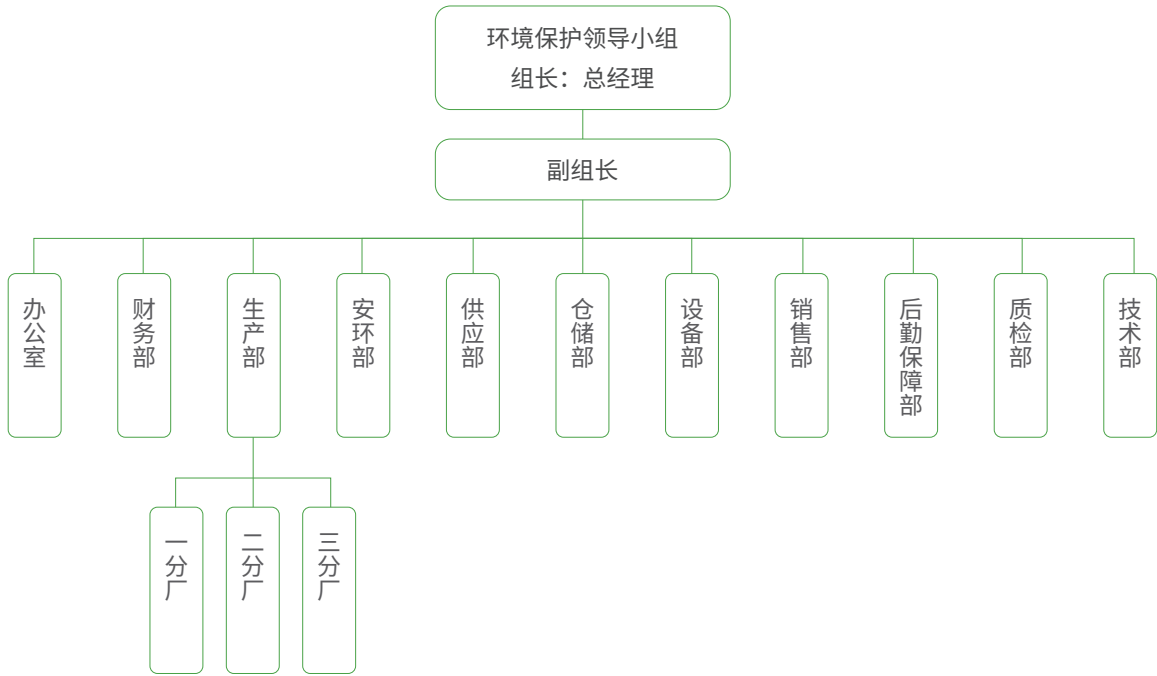 环境保护领导小组
组长：总经理
副组长
办公室
财务部
生产部
安环部
供应部
仓储部
设备部
销售部
后勤保障部
质检部
技术部
一分厂
二分厂
三分厂